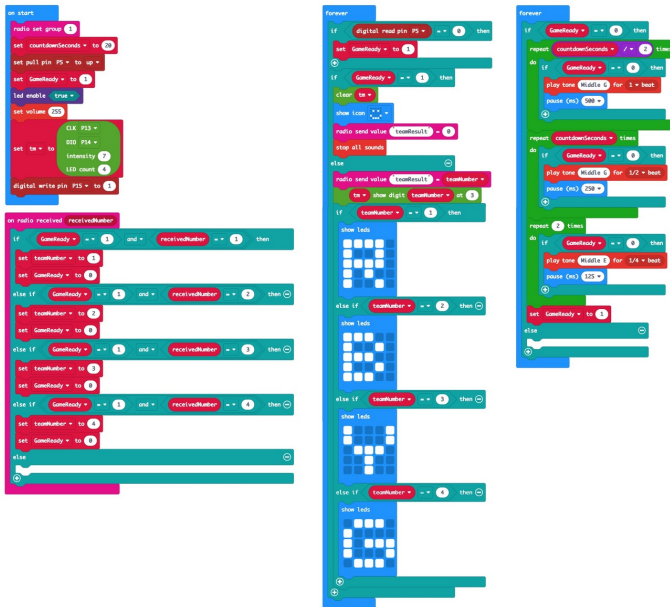 on start
radio set group 1
set countdownSeconds to 20
set pull pin P5 to up
set GameReady to 1
led enable true
set volume 255
set tm to
CLK P13
DIO P14
intensity 7
LED count 4
digital write pin P15 to 1
on radio received receivedNumber
if GameReady = 1 and receivedNumber = 1 then
set teamNumber to 1
set GameReady to 0
else if GameReady = 1 and receivedNumber = 2 then
set teamNumber to 2
set GameReady to 0
else if GameReady = 1 and receivedNumber = 3 then
set teamNumber to 3
set GameReady to 0
else if GameReady = 1 and receivedNumber = 4 then
set teamNumber to 4
set GameReady to 0
else
forever
if digital read pin P5 = 0 then
set GameReady to 1
if GameReady = 1 then
clear tm
show icon
radio send value teamResult = 0
stop all sounds
else
radio send value teamResult = teamNumber
tm show digit teamNumber at 3
if teamNumber = 1 then
show leds
else if teamNumber = 2 then
show leds
else if teamNumber = 3 then
show leds
else if teamNumber = 4 then
show leds
forever
if GameReady = 0 then
repeat countdownSeconds / 2 times
do if GameReady = 0 then
play tone Middle G for 1 beat
pause (ms) 500
repeat countdownSeconds times
do if GameReady = 0 then
play tone Middle G for 1/2 beat
pause (ms) 250
repeat 2 times
do if GameReady = 0 then
play tone Middle E for 1/4 beat
pause (ms) 125
set GameReady to 1
else